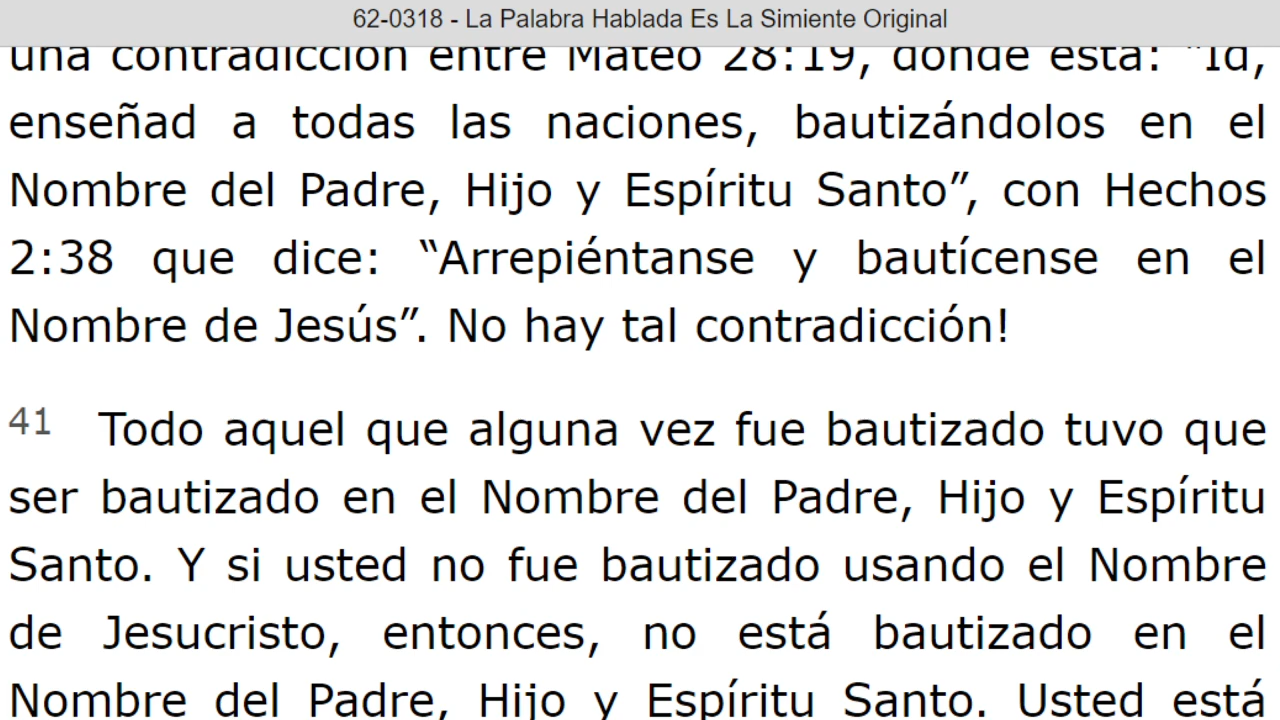 62-0318 - La Palabra Hablada Es La Simiente Original
una contradicción entre Mateo 28:19, donde está: “Id,
enseñad a todas las naciones, bautizándolos en el
Nombre del Padre, Hijo y Espíritu Santo”, con Hechos
2:38 que dice: “Arrepiéntanse y bautícense en el
Nombre de Jesús”. No hay tal contradicción!
41 Todo aquel que alguna vez fue bautizado tuvo que
ser bautizado en el Nombre del Padre, Hijo y Espíritu
Santo. Y si usted no fue bautizado usando el Nombre
de Jesucristo, entonces, no está bautizado en el
Nombre del Padre, Hijo y Espíritu Santo. Usted está